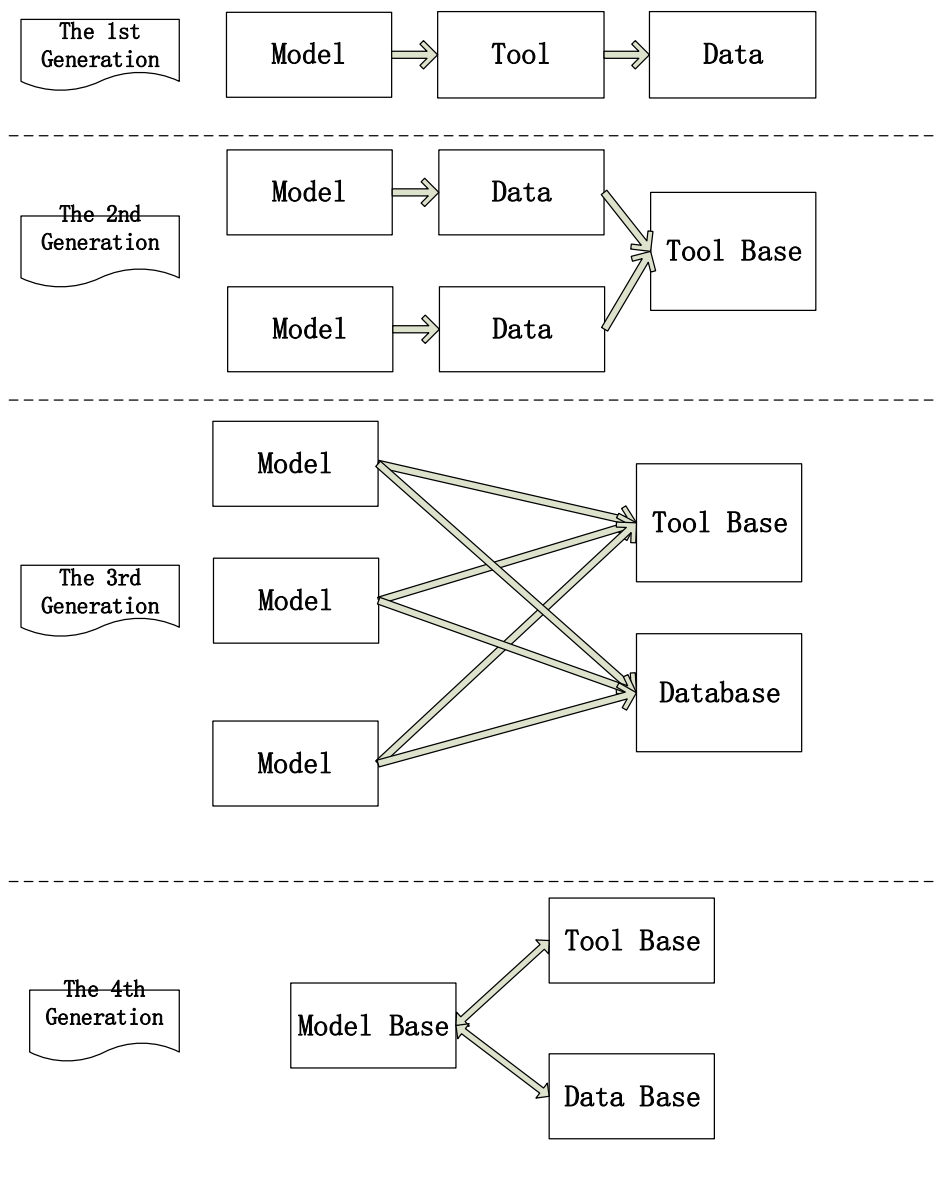 The 1st
Generation
Model
Tool
Data
The 2nd
Generation
Model
Data
Model
Data
Tool Base
The 3rd
Generation
Model
Model
Model
Tool Base
Database
The 4th
Generation
Model Base
Tool Base
Data Base